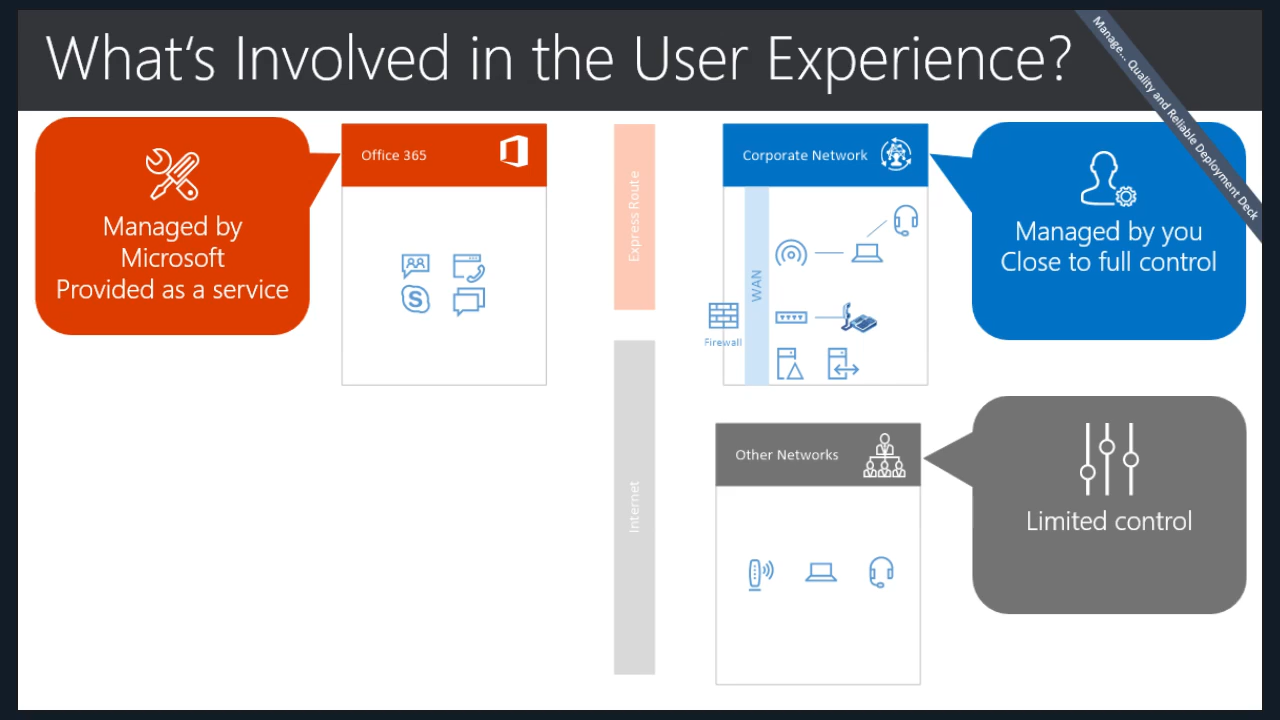 What's Involved in the User Experience?
Manage... Quality and Reliable Deployment Deck
Managed by
Microsoft
Provided as a service
Office 365
S
Express Route
Internet
Corporate Network
WAN
Firewall
Managed by you
Close to full control
Other Networks
Limited control